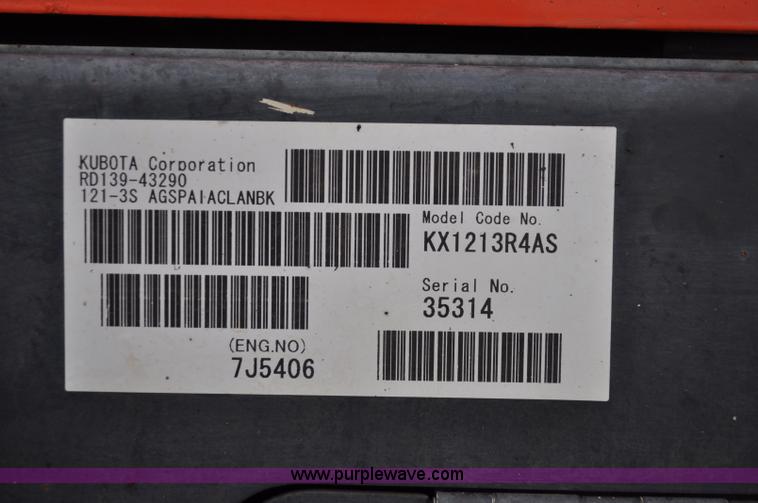 KUBOTA Corporation
RD139-43290
121-3S AGSPAIACLANBK
Model Code No.
KX1213R4AS
Serial No.
35314
(ENG.NO)
7J5406
www.purplewave.com